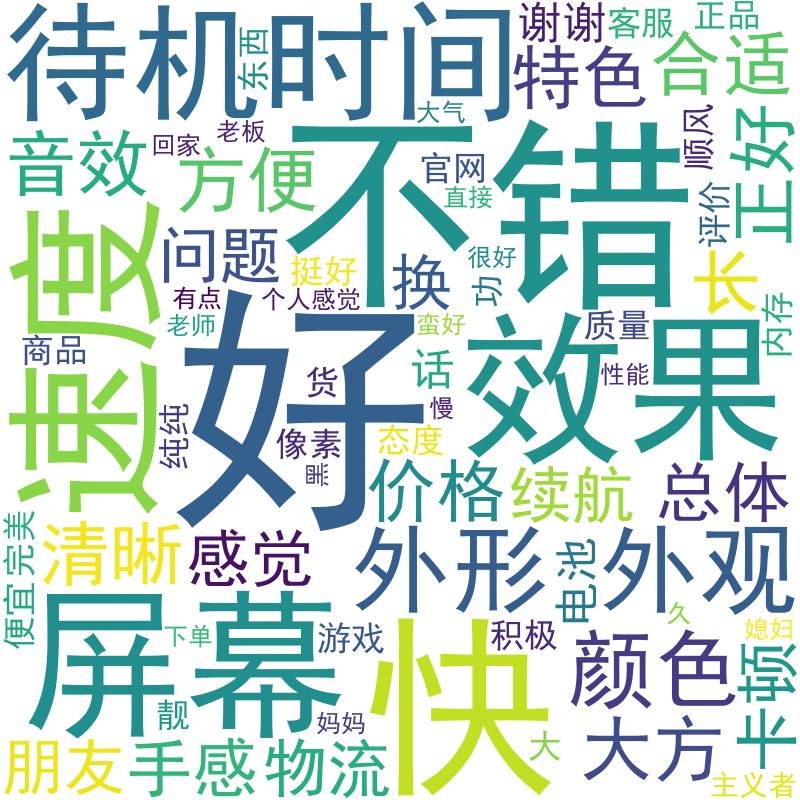 待机时间
东西
谢谢
客服
正品
特色
合适
大气
老板
回家
音效
方便
不错
官网
直接
顺风
评价
正好
速度
问题
挺好
换
很好
功
长
有点
个人感觉
老师
蛮好
商品
好
效果
质量
内存
性能
货
话
慢
纯纯
像素
态度
黑
价格
续航
总体
清晰
感觉
外形
外观
电池
完美
便宜
屏幕
下单
游戏
快
积极
久
媳妇
颜色
卡顿
靓
妈妈
大
大方
朋友
手感
物流
主义者